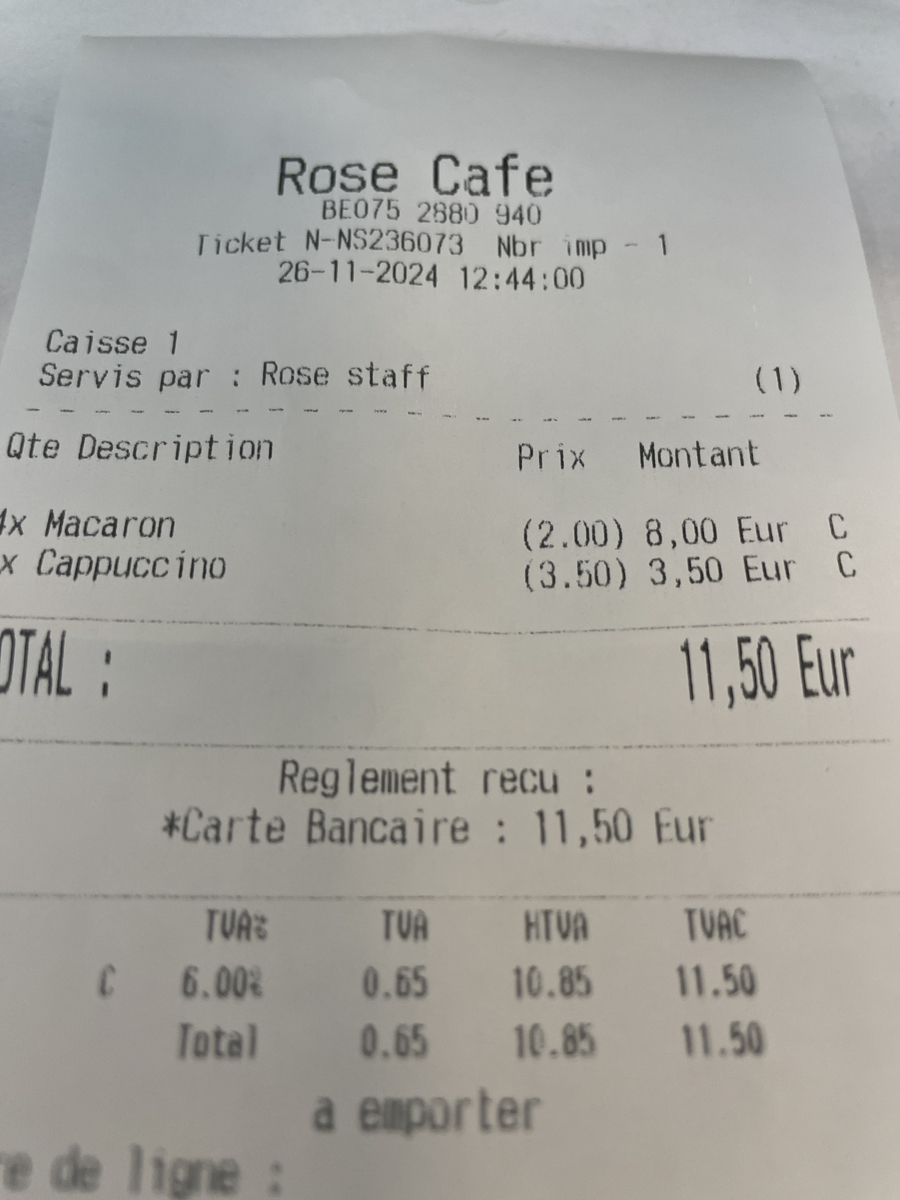 Rose Cafe
BE075 2880 940
Ticket N-NS236073 Nbr imp - 1
26-11-2024 12:44:00
Caisse 1
Servis par : Rose staff (1)
Qte Description Prix Montant
4x Macaron (2.00) 8,00 Eur C
x Cappuccino (3.50) 3,50 Eur C
OTAL : 11,50 Eur
Reglement recu :
*Carte Bancaire : 11,50 Eur
TVA% TVA HTVA TVAC
C 6.00% 0.65 10.85 11.50
Total 0.65 10.85 11.50
a emporter
re de ligne :